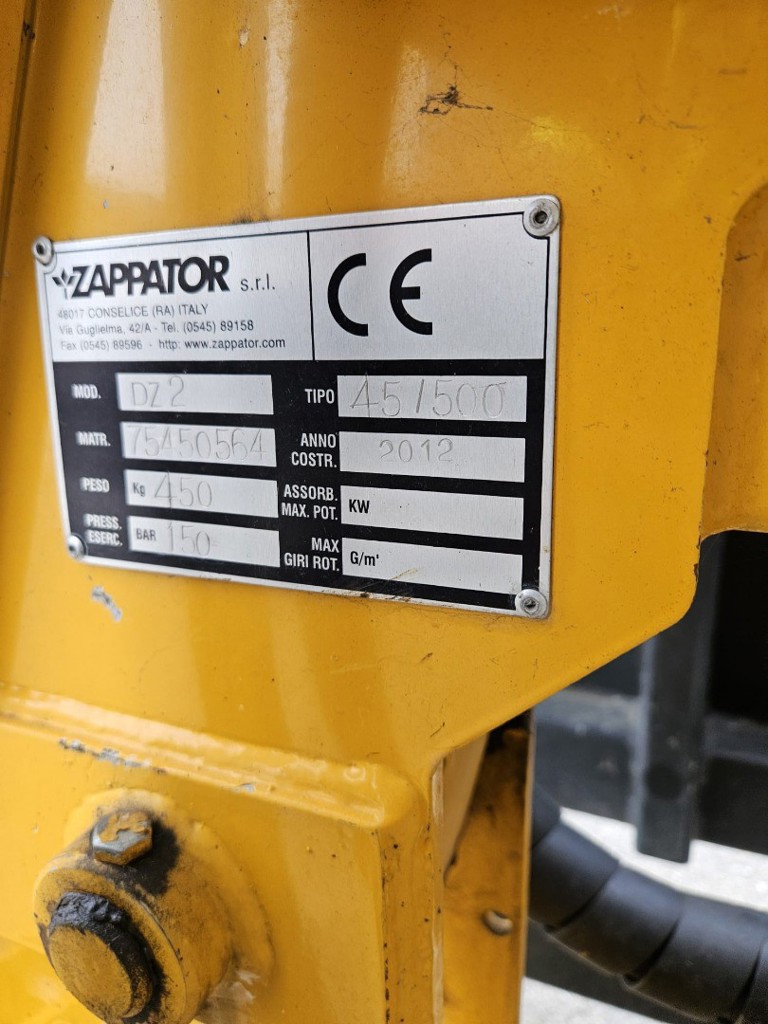 ZAPPATOR s.r.l.
48017 CONSELICE (RA) ITALY
Via Guglielma, 42/A - Tel. (0545) 89158
Fax (0545) 89596 - http: www.zappator.com
CE
MOD. DZ2 TIPO 45/500
MATR. 75450564 ANNO COSTR. 2012
PESO Kg 450 ASSORB. MAX. POT. KW
PRESS. ESERC. BAR 150 MAX GIRI ROT. G/m'